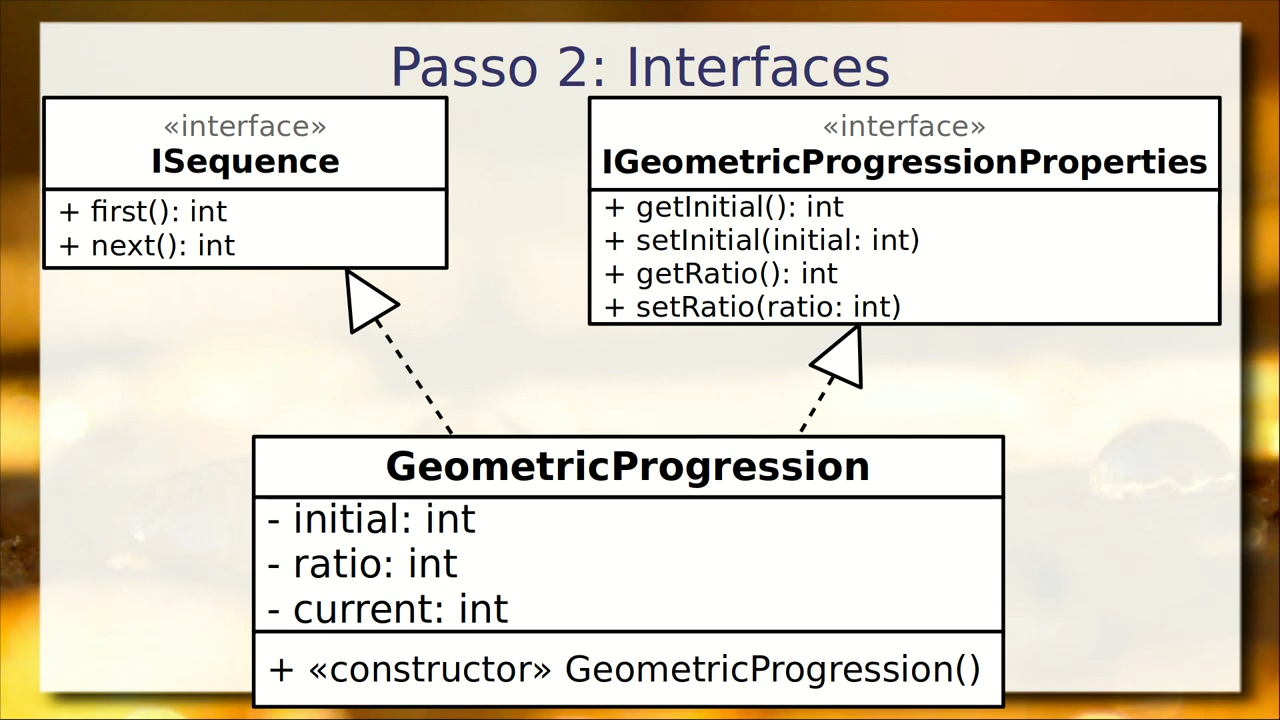 Passo 2: Interfaces
«interface»
ISequence
+ first(): int
+ next(): int
«interface»
IGeometricProgressionProperties
+ getInitial(): int
+ setInitial(initial: int)
+ getRatio(): int
+ setRatio(ratio: int)
GeometricProgression
- initial: int
- ratio: int
- current: int
+ «constructor» GeometricProgression()